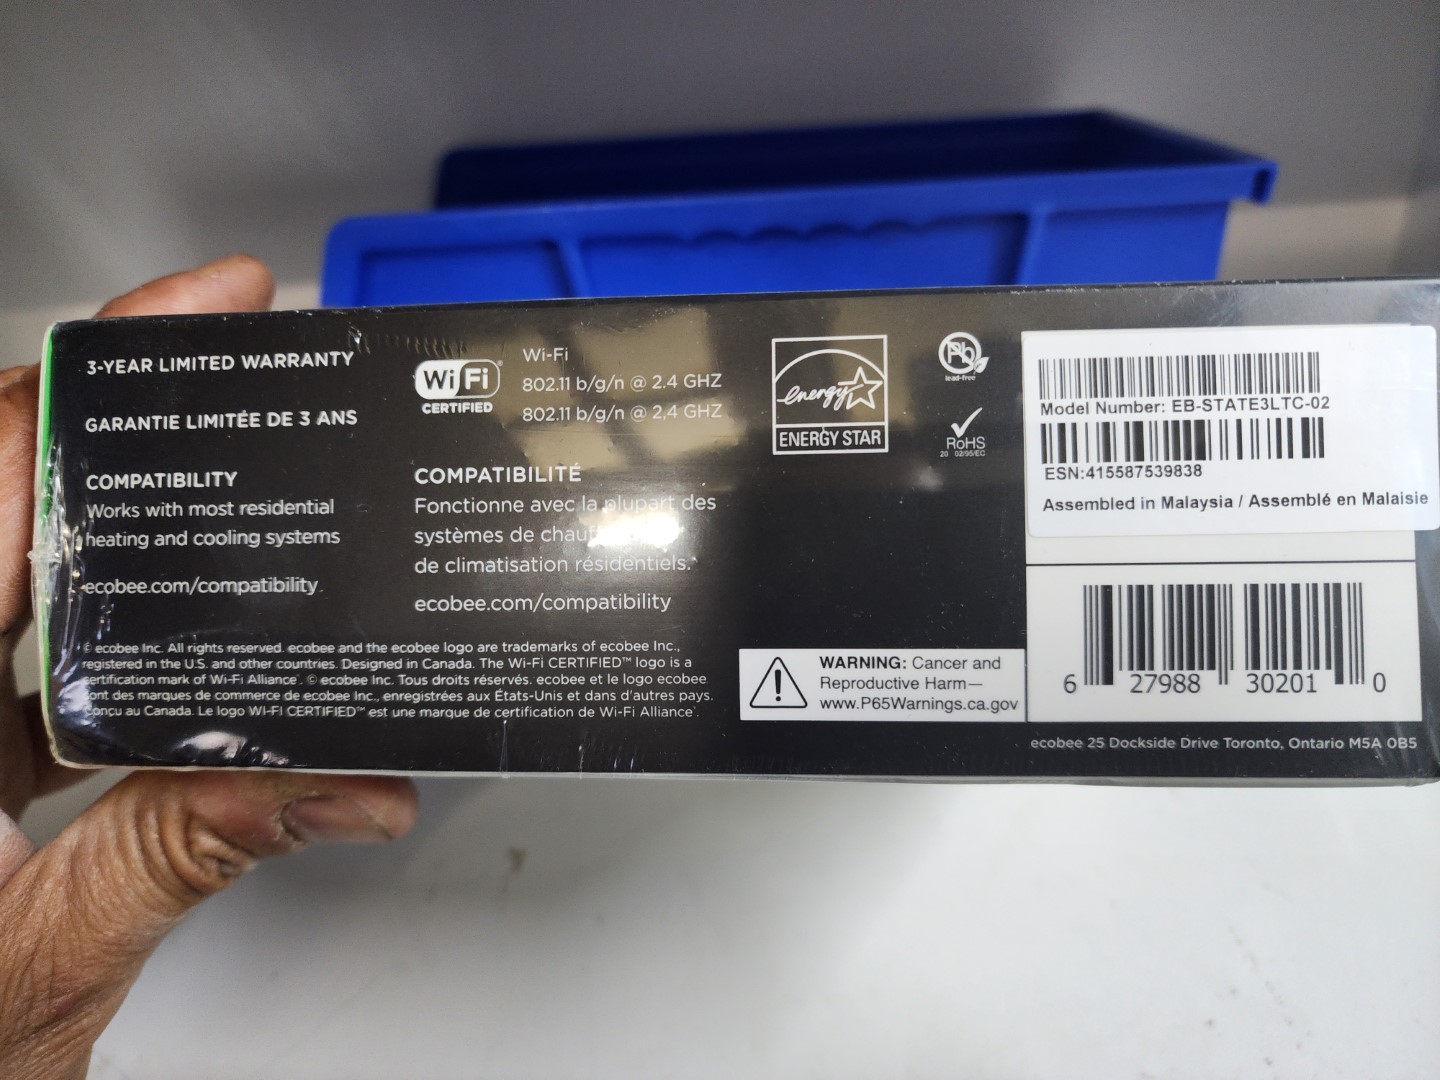 3-YEAR LIMITED WARRANTY
GARANTIE LIMITÉE DE 3 ANS
COMPATIBILITY
Works with most residential
heating and cooling systems
ecobee.com/compatibility
Wi Fi
CERTIFIED
Wi-Fi
802.11 b/g/n @ 2.4 GHZ
802.11 b/g/n @ 2,4 GHZ
COMPATIBILITÉ
Fonctionne avec la plupart des
systèmes de
de climatisation résidentiels.
ecobee.com/compatibility
ecobee Inc. All rights reserved. ecobee and the ecobee logo are trademarks of ecobee Inc.,
registered in the U.S. and other countries. Designed in Canada. The Wi-Fi CERTIFIED™ logo is a
certification mark of Wi-Fi Alliance. © ecobee Inc. Tous droits réservés. ecobee et le logo ecobee
sont des marques de commerce de ecobee Inc., enregistrées aux États-Unis et dans d'autres pays.
Conçu au Canada. Le logo WI-FI CERTIFIED™ est une marque de certification de Wi-Fi Alliance.
energy
ENERGY STAR
Pb
lead-free
RoHS
WARNING: Cancer and
Reproductive Harm—
www.P65Warnings.ca.gov
Model Number: EB-STATE3LTC-02
ESN:415587539838
Assembled in Malaysia / Assemblé en Malaisie
6 27988 30201 0
ecobee 25 Dockside Drive Toronto, Ontario M5A 0B5